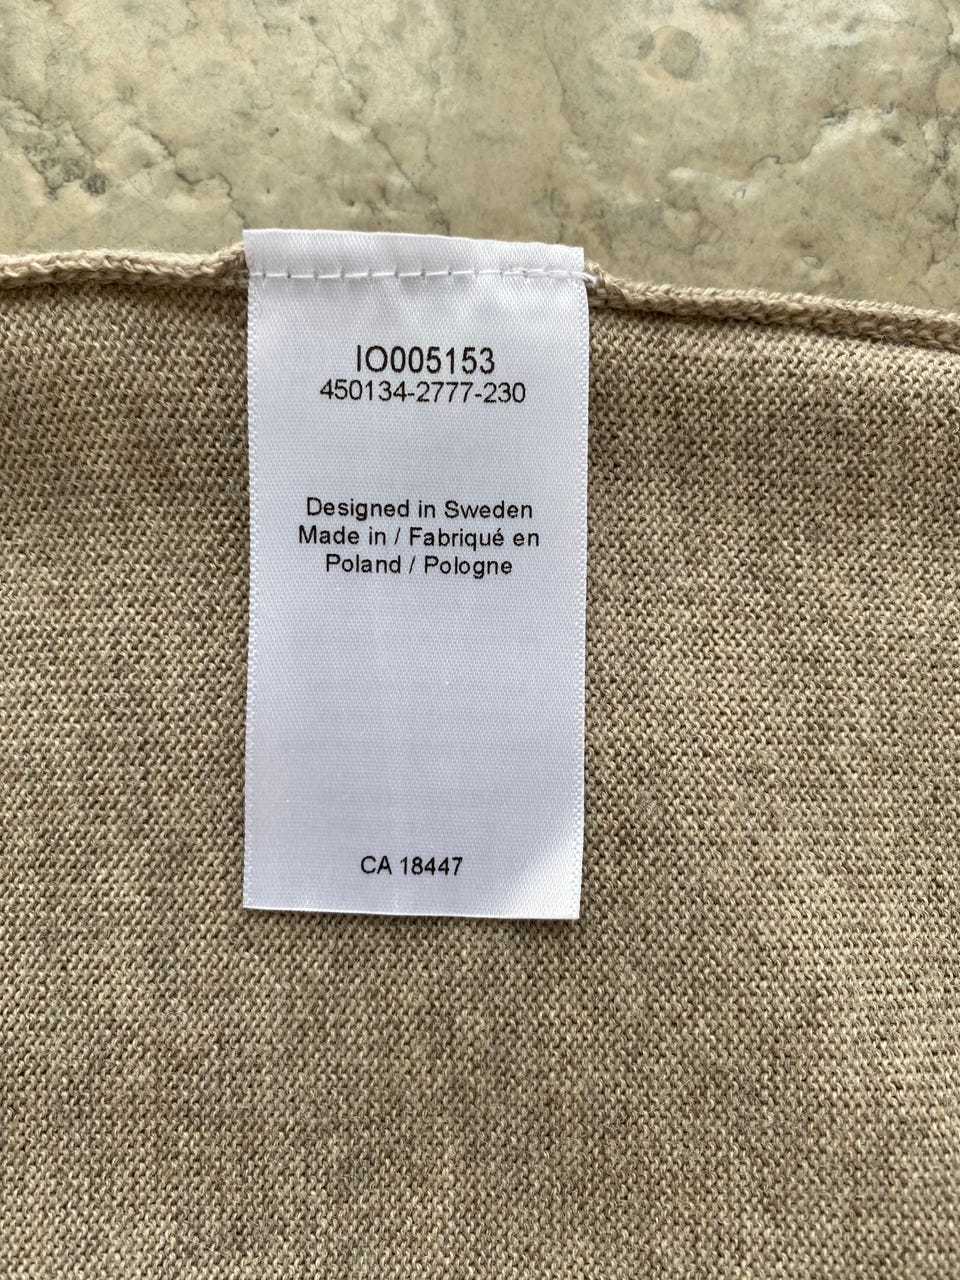 IO005153
450134-2777-230
Designed in Sweden
Made in / Fabriqué en
Poland / Pologne
CA 18447